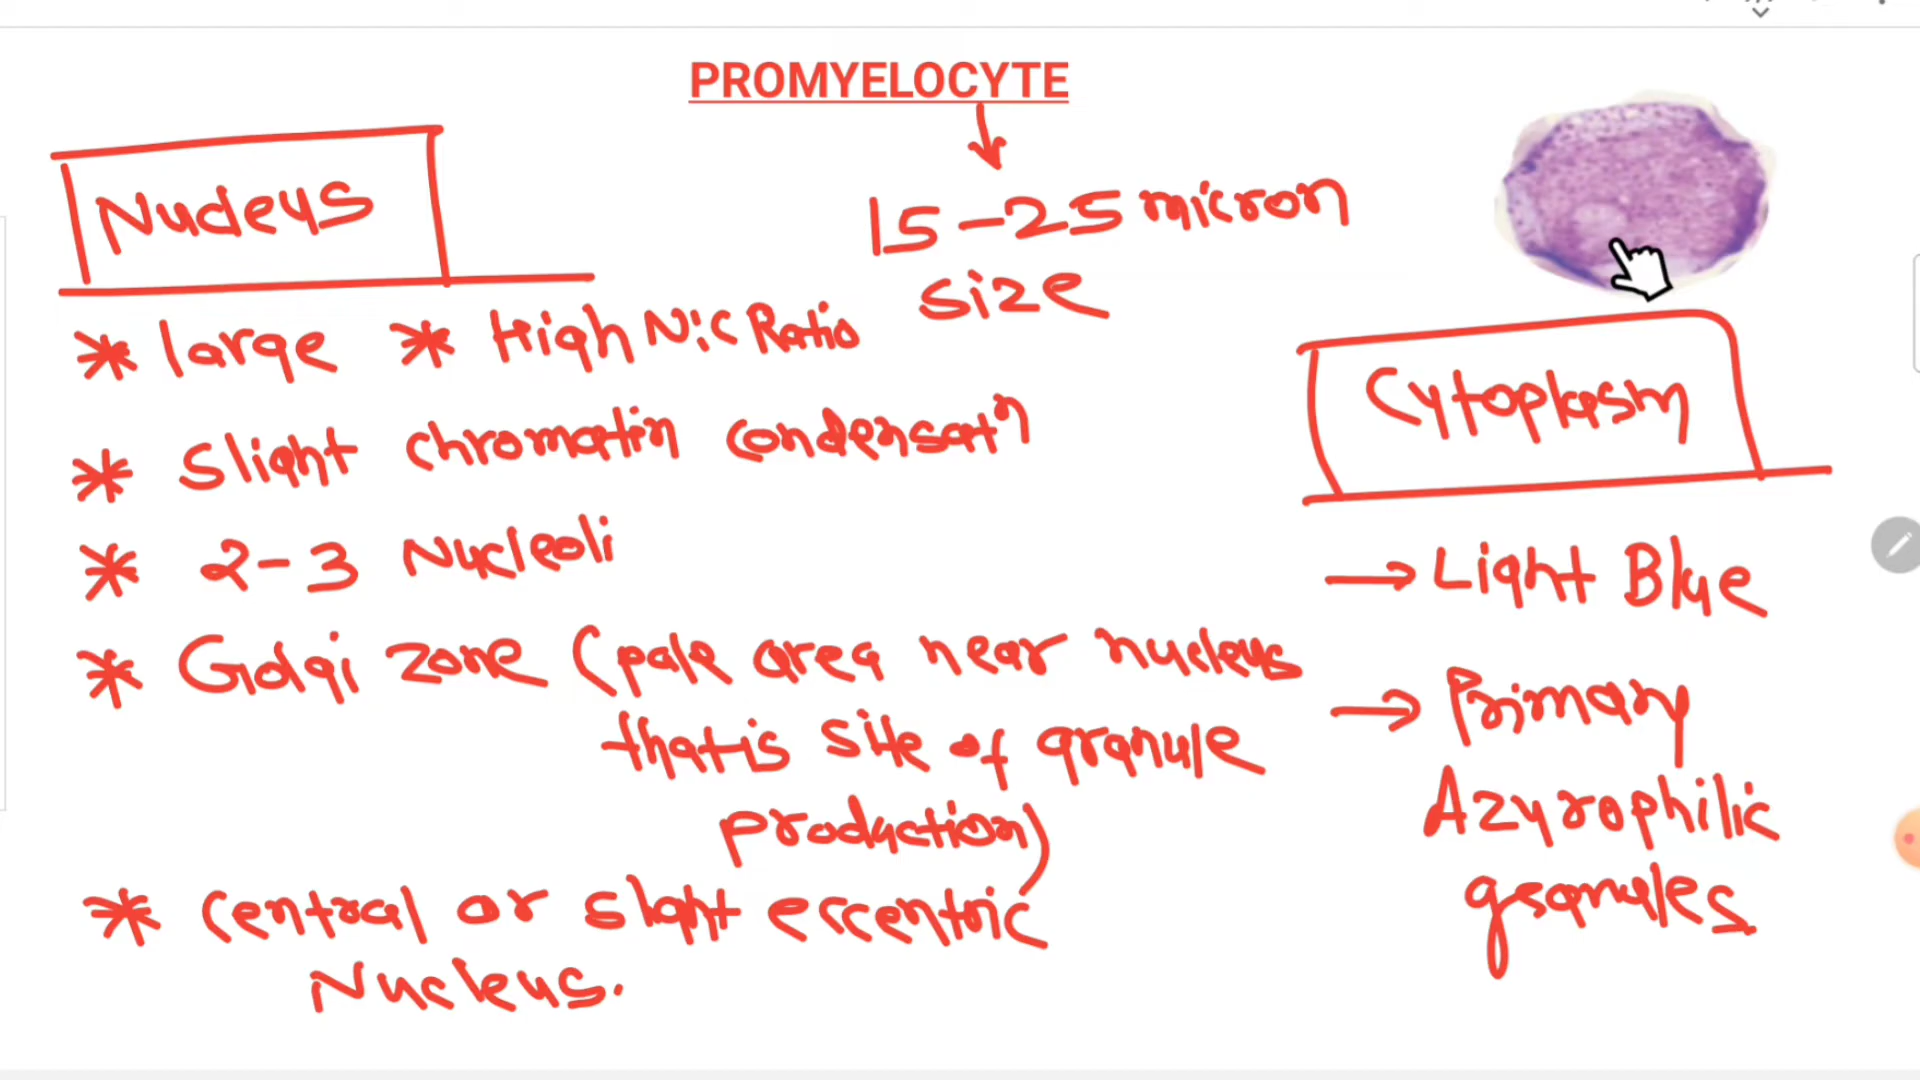 PROMYELOCYTE
15-25 micron
size
Nucleus
* large * High N:C Ratio
* Slight chromatin condensatn
* 2-3 Nucleoli
* Golgi zone (pale area near nucleus
that is site of granule
production)
* Central or slight eccentric
Nucleus.
Cytoplasm
→ Light Blue
→ Primary
Azurophilic
granules